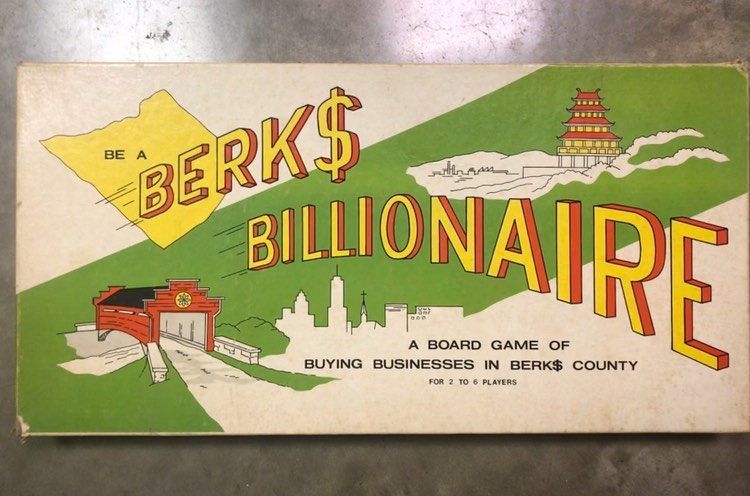 BE A
BERK$
BILLIONAIRE
A BOARD GAME OF
BUYING BUSINESSES IN BERK$ COUNTY
FOR 2 TO 6 PLAYERS